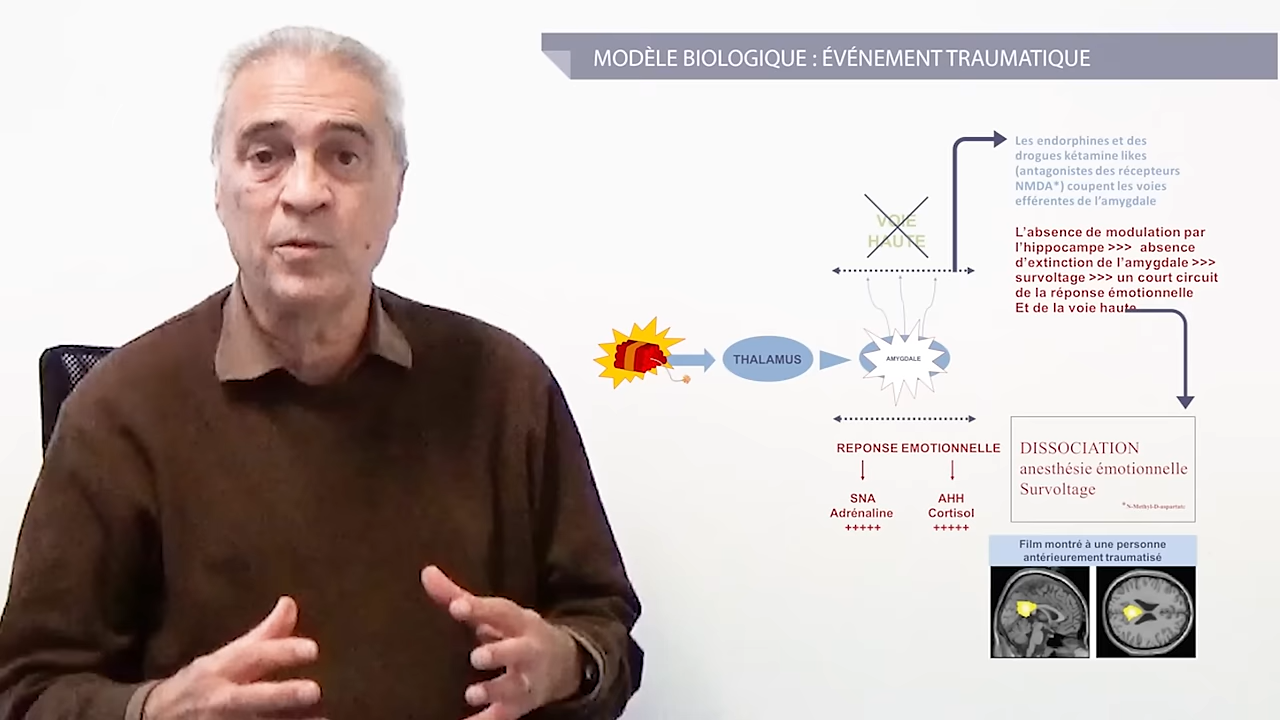 MODÈLE BIOLOGIQUE : ÉVÉNEMENT TRAUMATIQUE
Les endorphines et des
drogues kétamine likes
(antagonistes des récepteurs
NMDA*) coupent les voies
efférentes de l'amygdale
VOIE
HAUTE
L'absence de modulation par
l'hippocampe >>> absence
d'extinction de l'amygdale >>>
survoltage >>> un court circuit
de la réponse émotionnelle
Et de la voie haute
THALAMUS
AMYGDALE
REPONSE EMOTIONNELLE
SNA
Adrénaline
+++++
AHH
Cortisol
+++++
DISSOCIATION
anesthésie émotionnelle
Survoltage
*N-Methyl-D-aspartate
Film montré à une personne
antérieurement traumatisé